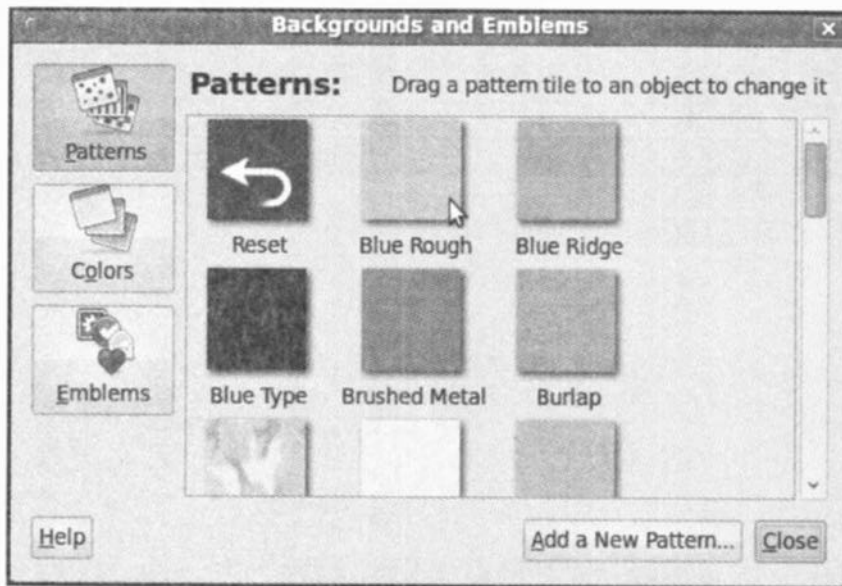 Backgrounds and Emblems
Patterns
Colors
Emblems
Patterns: Drag a pattern tile to an object to change it
Reset Blue Rough Blue Ridge
Blue Type Brushed Metal Burlap
Help Add a New Pattern... Close